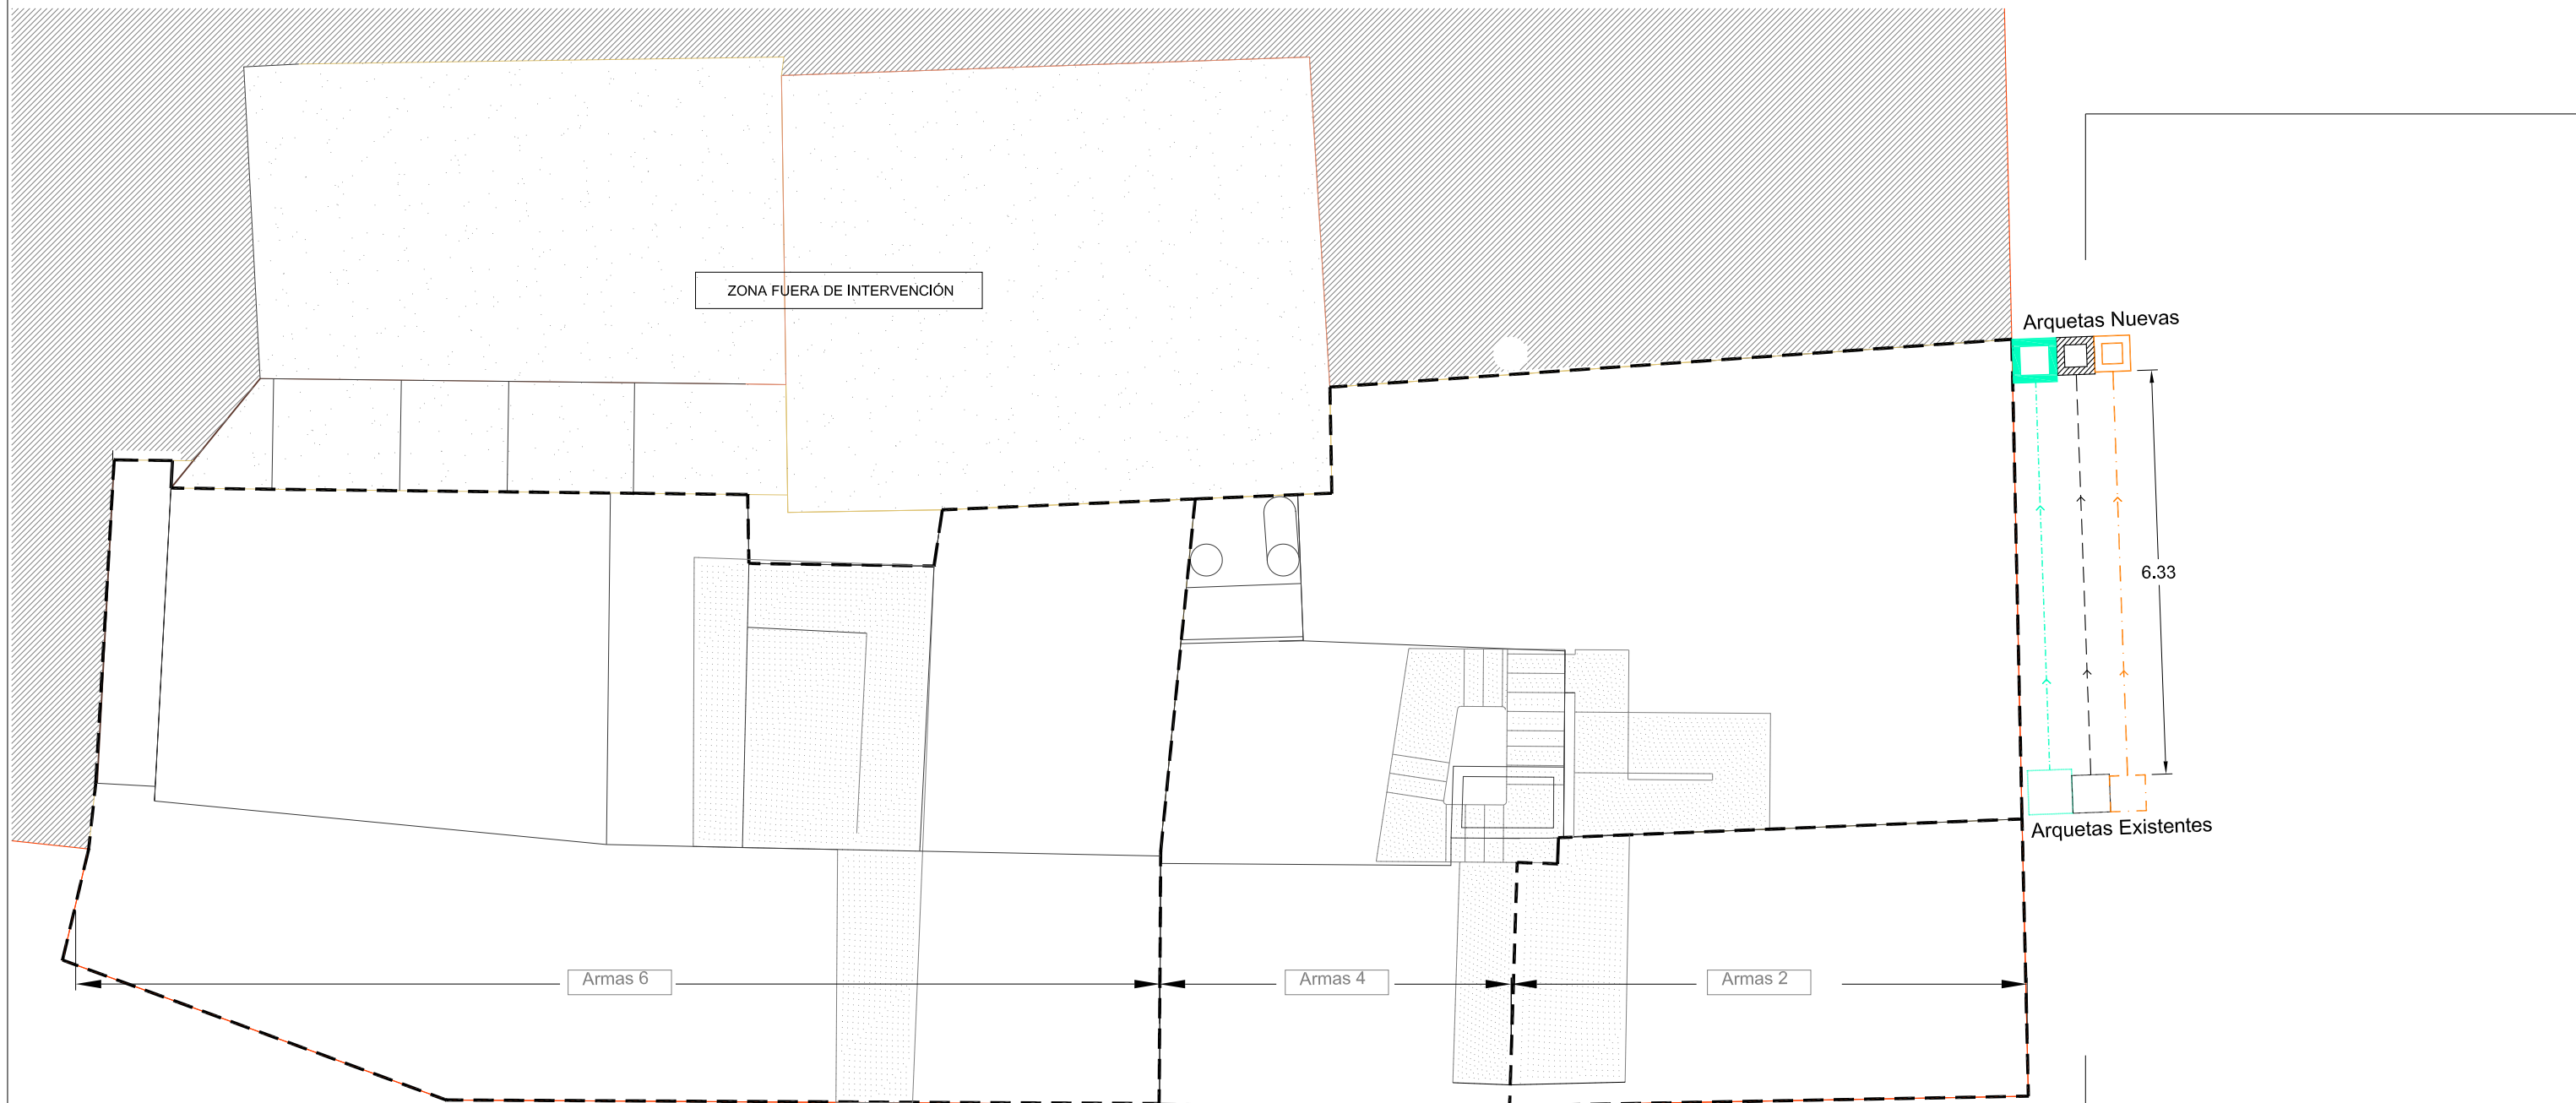 ZONA FUERA DE INTERVENCIÓN
Arquetas Nuevas
6.33
Arquetas Existentes
Armas 6
Armas 4
Armas 2